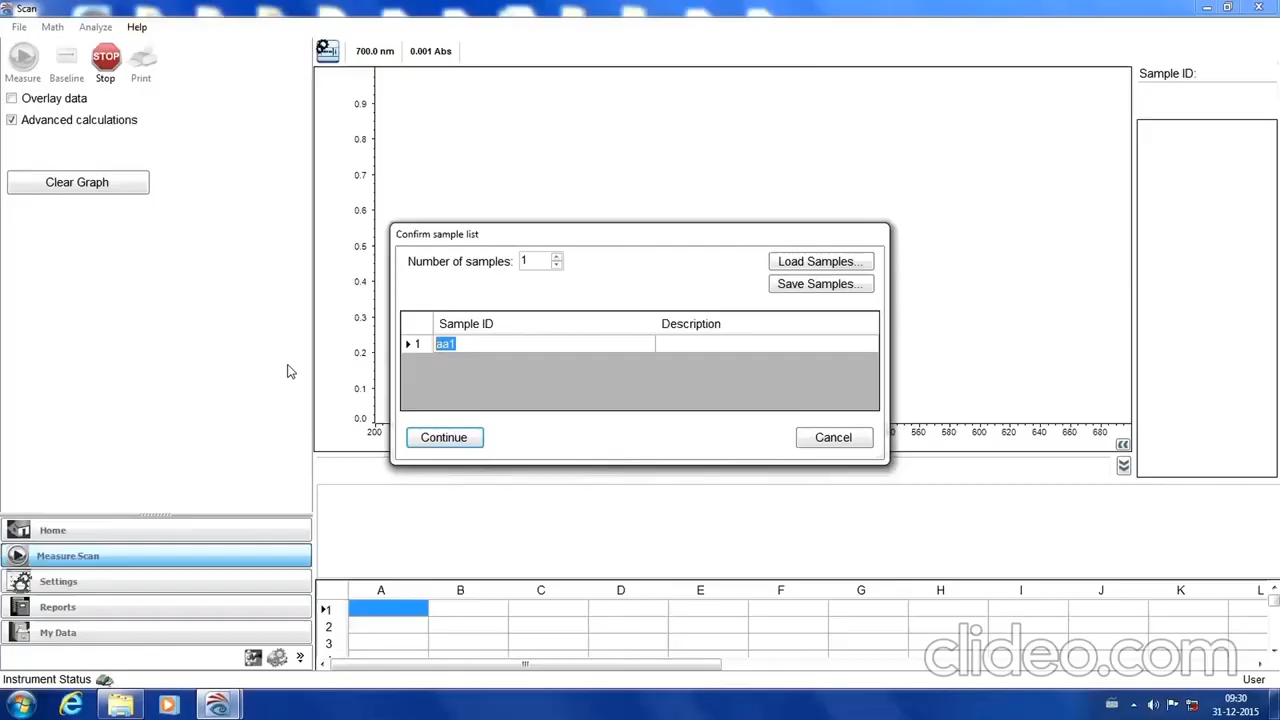 Scan
File Math Analyze Help
Measure Baseline Stop Print
STOP
700.0 nm 0.001 Abs
Sample ID:
Overlay data
Advanced calculations
Clear Graph
0.9
0.8
0.7
0.6
0.5
0.4
0.3
0.2
0.1
0.0
200
560 580 600 620 640 660 680
Confirm sample list
Number of samples: 1
Load Samples...
Save Samples...
Sample ID Description
1 aa1
Continue Cancel
Home
Measure Scan
Settings
Reports
My Data
A B C D E F G H I J K L
1
2
3
clideo.com
Instrument Status
User
09:30
31-12-2015